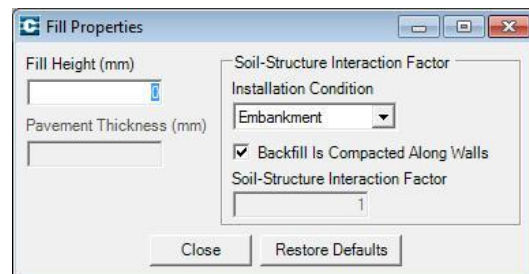 Fill Properties
Fill Height (mm)
0
Pavement Thickness (mm)
Soil-Structure Interaction Factor
Installation Condition
Embankment
Backfill Is Compacted Along Walls
Soil-Structure Interaction Factor
1
Close
Restore Defaults